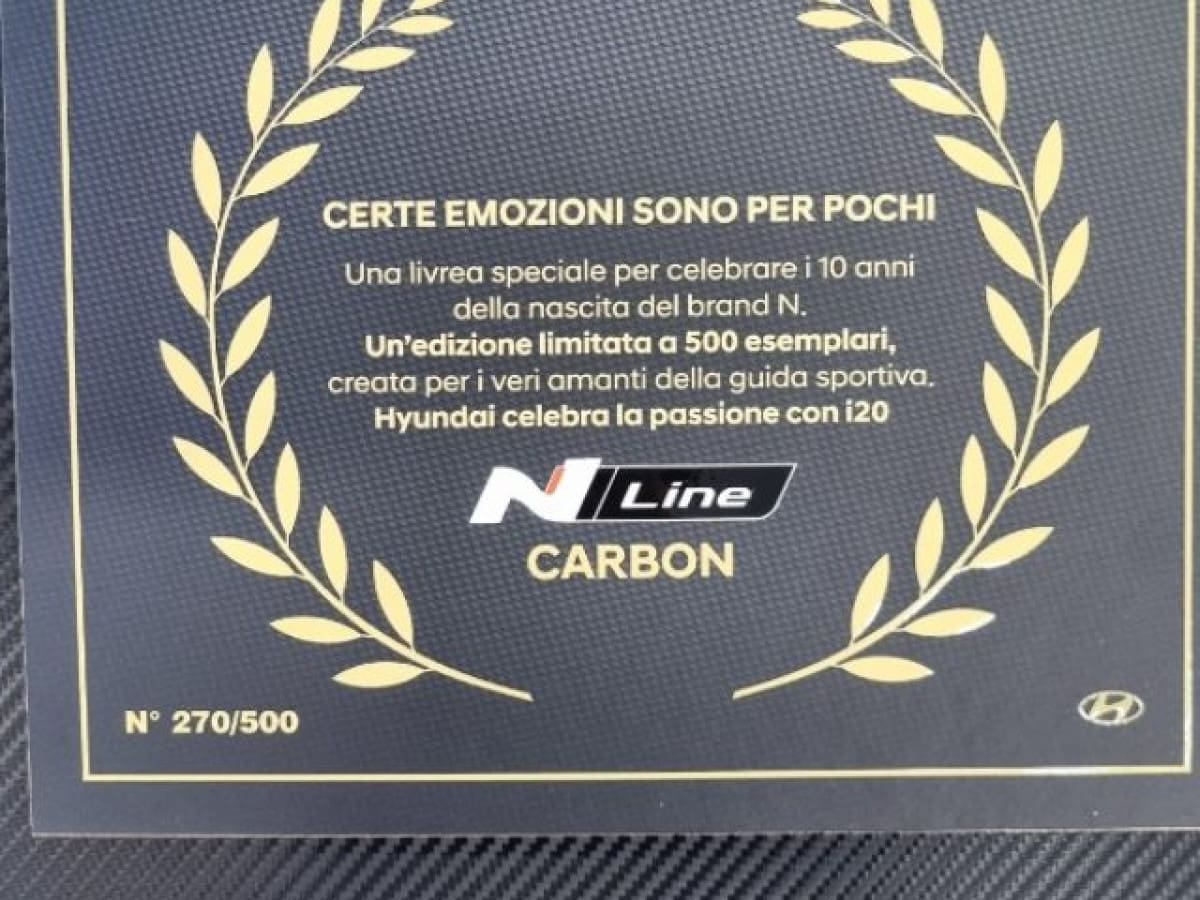 CERTE EMOZIONI SONO PER POCHI
Una livrea speciale per celebrare i 10 anni
della nascita del brand N.
Un'edizione limitata a 500 esemplari,
creata per i veri amanti della guida sportiva.
Hyundai celebra la passione con i20
N Line
CARBON
N° 270/500